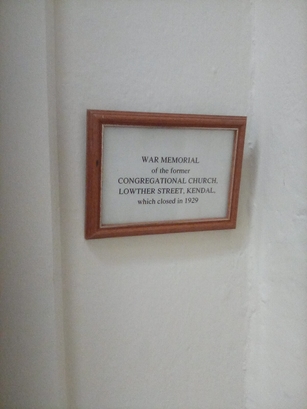 WAR MEMORIAL
of the former
CONGREGATIONAL CHURCH,
LOWTHER STREET, KENDAL.
which closed in 1929